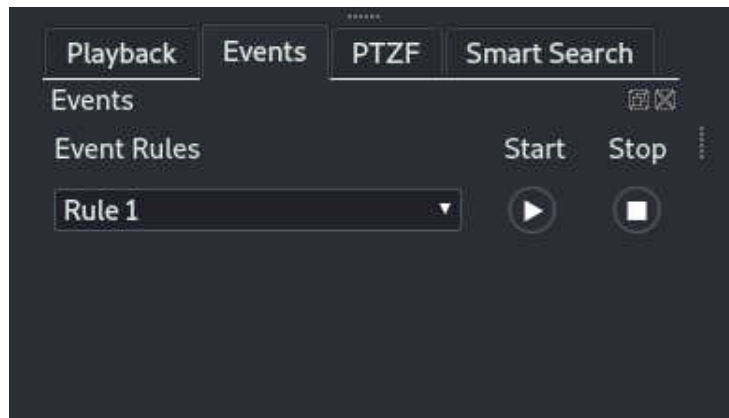 Playback Events PTZF Smart Search
Events
Event Rules Start Stop
Rule 1